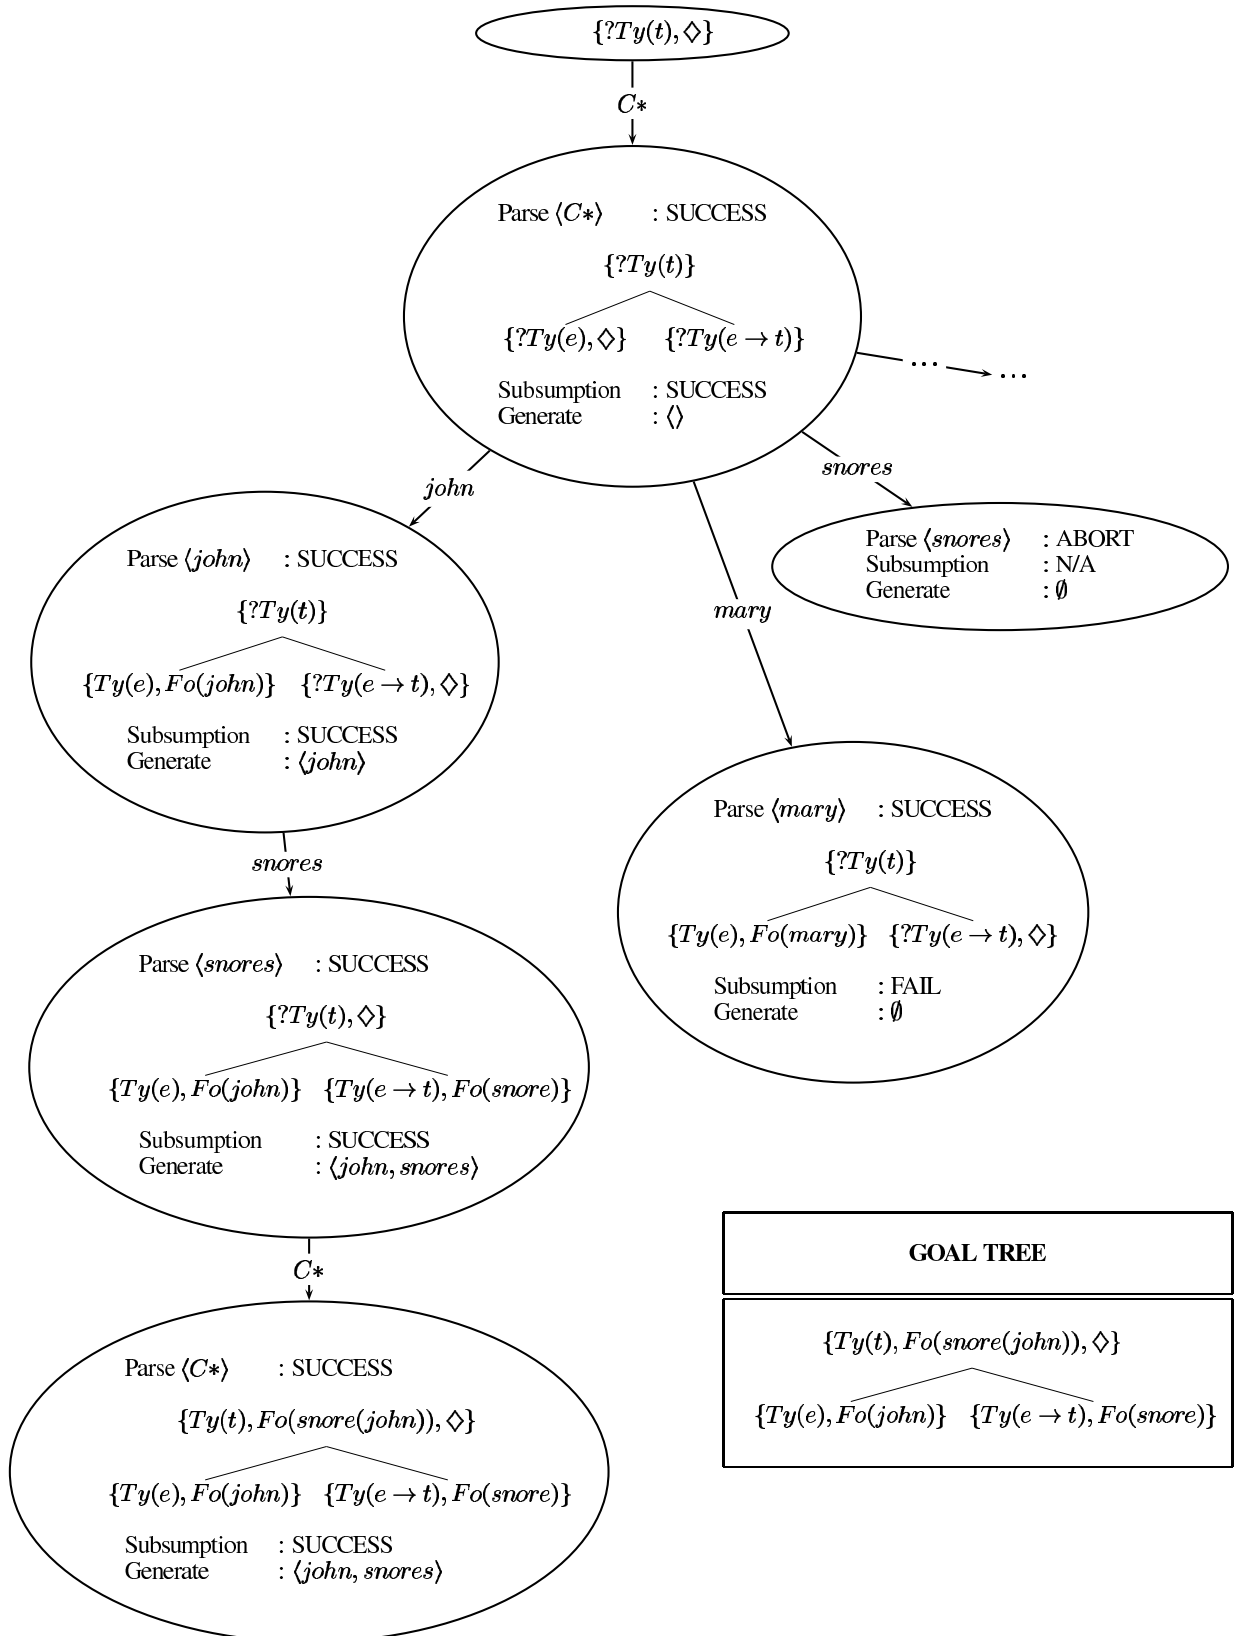 {?Ty(t), ◇}
C*
Parse ⟨C*⟩ : SUCCESS
{?Ty(t)}
{?Ty(e), ◇} {?Ty(e → t)}
Subsumption : SUCCESS
Generate : ⟨⟩
... ...
john
snores
mary
Parse ⟨snores⟩ : ABORT
Subsumption : N/A
Generate : ∅
Parse ⟨john⟩ : SUCCESS
{?Ty(t)}
{Ty(e), Fo(john)} {?Ty(e → t), ◇}
Subsumption : SUCCESS
Generate : ⟨john⟩
snores
Parse ⟨mary⟩ : SUCCESS
{?Ty(t)}
{Ty(e), Fo(mary)} {?Ty(e → t), ◇}
Subsumption : FAIL
Generate : ∅
Parse ⟨snores⟩ : SUCCESS
{?Ty(t), ◇}
{Ty(e), Fo(john)} {Ty(e → t), Fo(snore)}
Subsumption : SUCCESS
Generate : ⟨john, snores⟩
C*
Parse ⟨C*⟩ : SUCCESS
{Ty(t), Fo(snore(john)), ◇}
{Ty(e), Fo(john)} {Ty(e → t), Fo(snore)}
Subsumption : SUCCESS
Generate : ⟨john, snores⟩
GOAL TREE
{Ty(t), Fo(snore(john)), ◇}
{Ty(e), Fo(john)} {Ty(e → t), Fo(snore)}